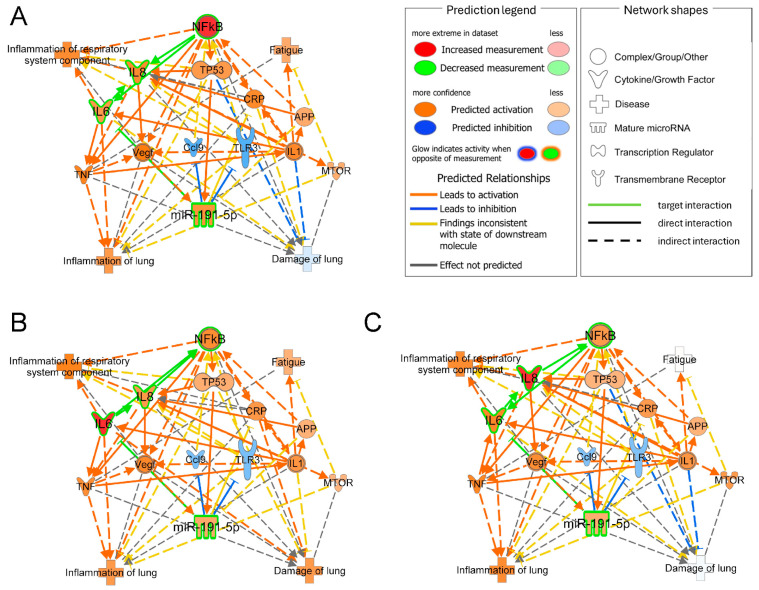 A
NFkB
Inflammation of respiratory
system component
Fatigue
IL8
TP53
CRP
IL6
APP
Vegf
Ccl9
TLR3
IL1
TNF
MTOR
miR-191-5p
Inflammation of lung
Damage of lung
Prediction legend
more extreme in dataset
less
Increased measurement
Decreased measurement
more confidence
less
Predicted activation
Predicted inhibition
Glow indicates activity when
opposite of measurement
Predicted Relationships
Leads to activation
Leads to inhibition
Findings inconsistent
with state of downstream
molecule
Effect not predicted
Network shapes
Complex/Group/Other
Cytokine/Growth Factor
Disease
Mature microRNA
Transcription Regulator
Transmembrane Receptor
target interaction
direct interaction
indirect interaction
B
NFkB
Inflammation of respiratory
system component
Fatigue
TP53
IL8
CRP
IL6
APP
Vegf
Ccl9
TLR3
IL1
TNF
MTOR
miR-191-5p
Inflammation of lung
Damage of lung
C
NFkB
Inflammation of respiratory
system component
Fatigue
IL8
TP53
CRP
IL6
APP
Vegf
Ccl9
TLR3
IL1
TNF
MTOR
miR-191-5p
Inflammation of lung
Damage of lung